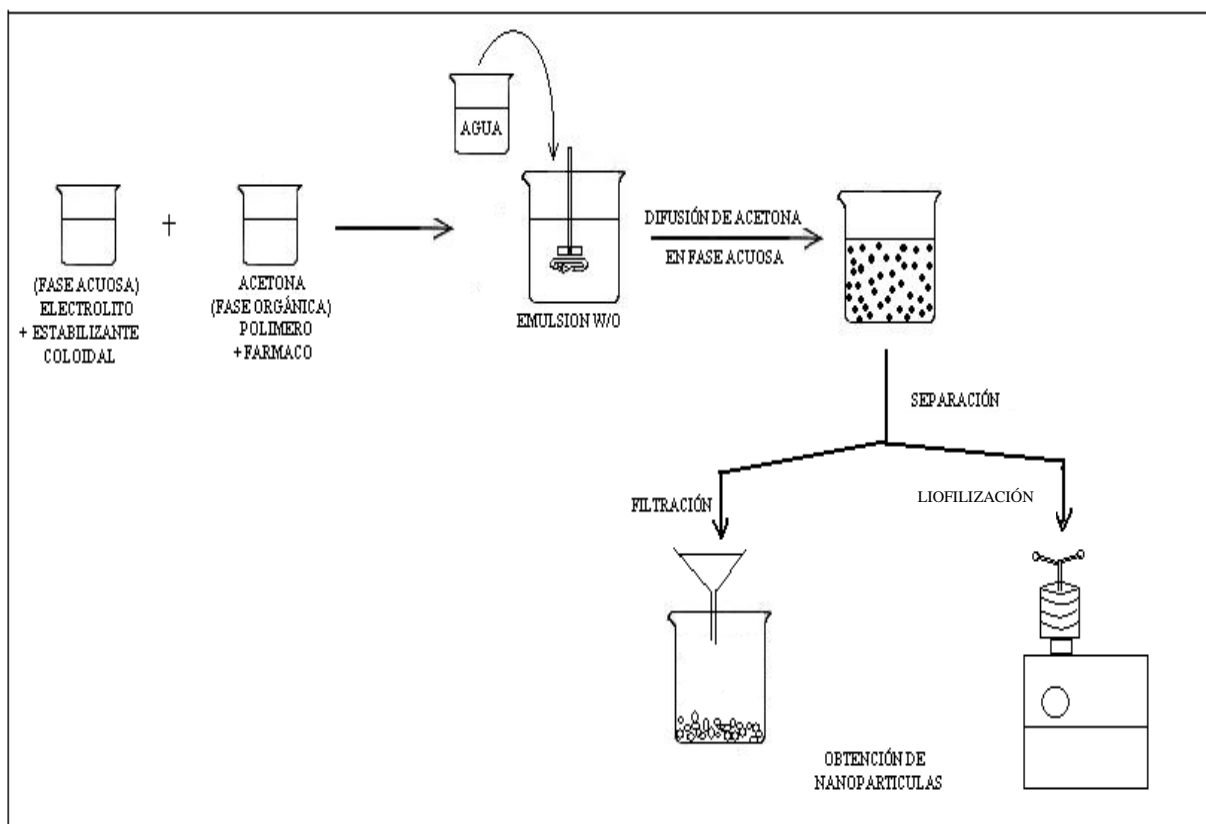 AGUA
(FASE ACUOSA)
ELECTROLITO
+ ESTABILIZANTE
COLOIDAL
+
ACETONA
(FASE ORGÁNICA)
POLIMERO
+ FARMACO
EMULSION W/O
DIFUSIÓN DE ACETONA
EN FASE ACUOSA
SEPARACIÓN
FILTRACIÓN
LIOFILIZACIÓN
OBTENCIÓN DE
NANOPARTICULAS